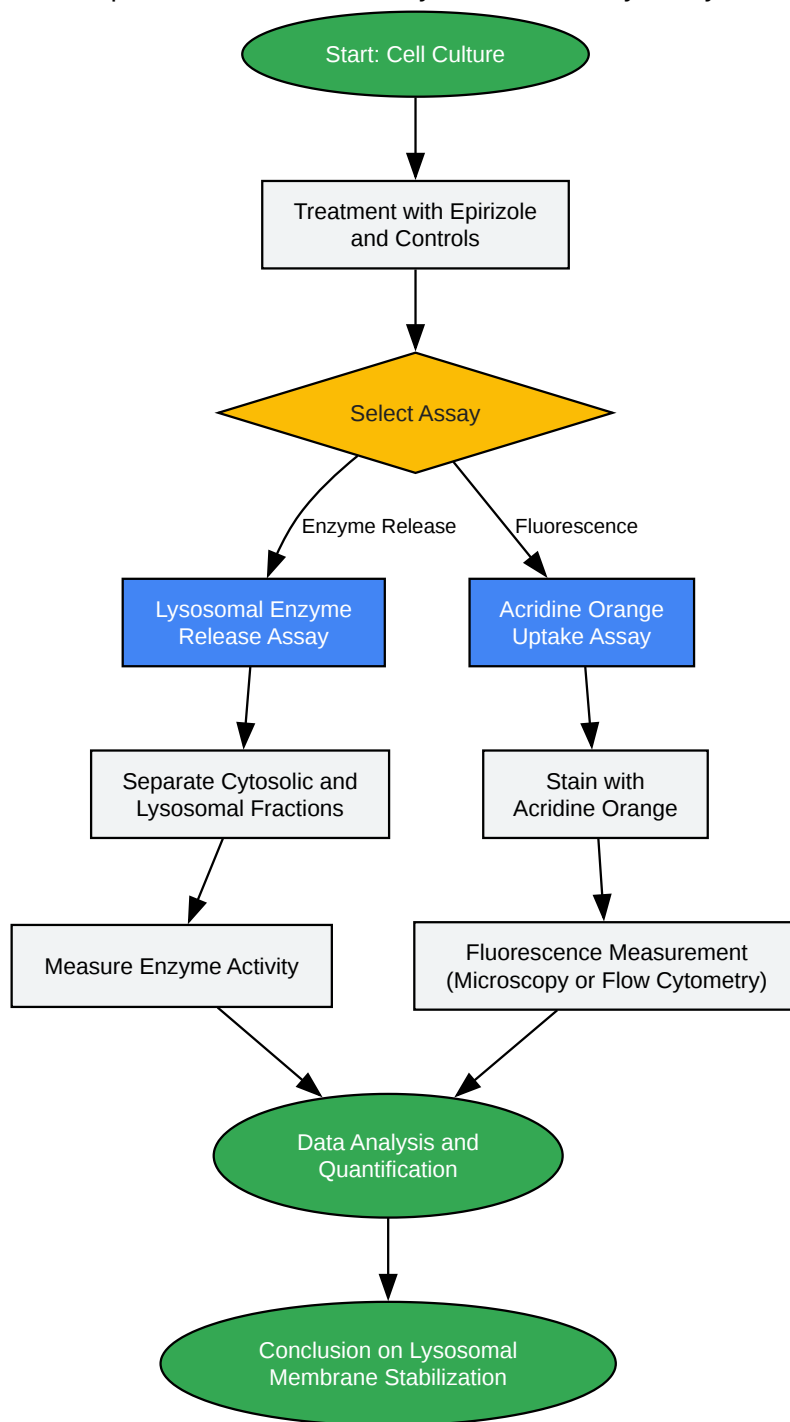 Start: Cell Culture
Treatment with Epirizole
and Controls
Select Assay
Enzyme Release
Fluorescence
Lysosomal Enzyme
Release Assay
Acridine Orange
Uptake Assay
Separate Cytosolic and
Lysosomal Fractions
Stain with
Acridine Orange
Measure Enzyme Activity
Fluorescence Measurement
(Microscopy or Flow Cytometry)
Data Analysis and
Quantification
Conclusion on Lysosomal
Membrane Stabilization